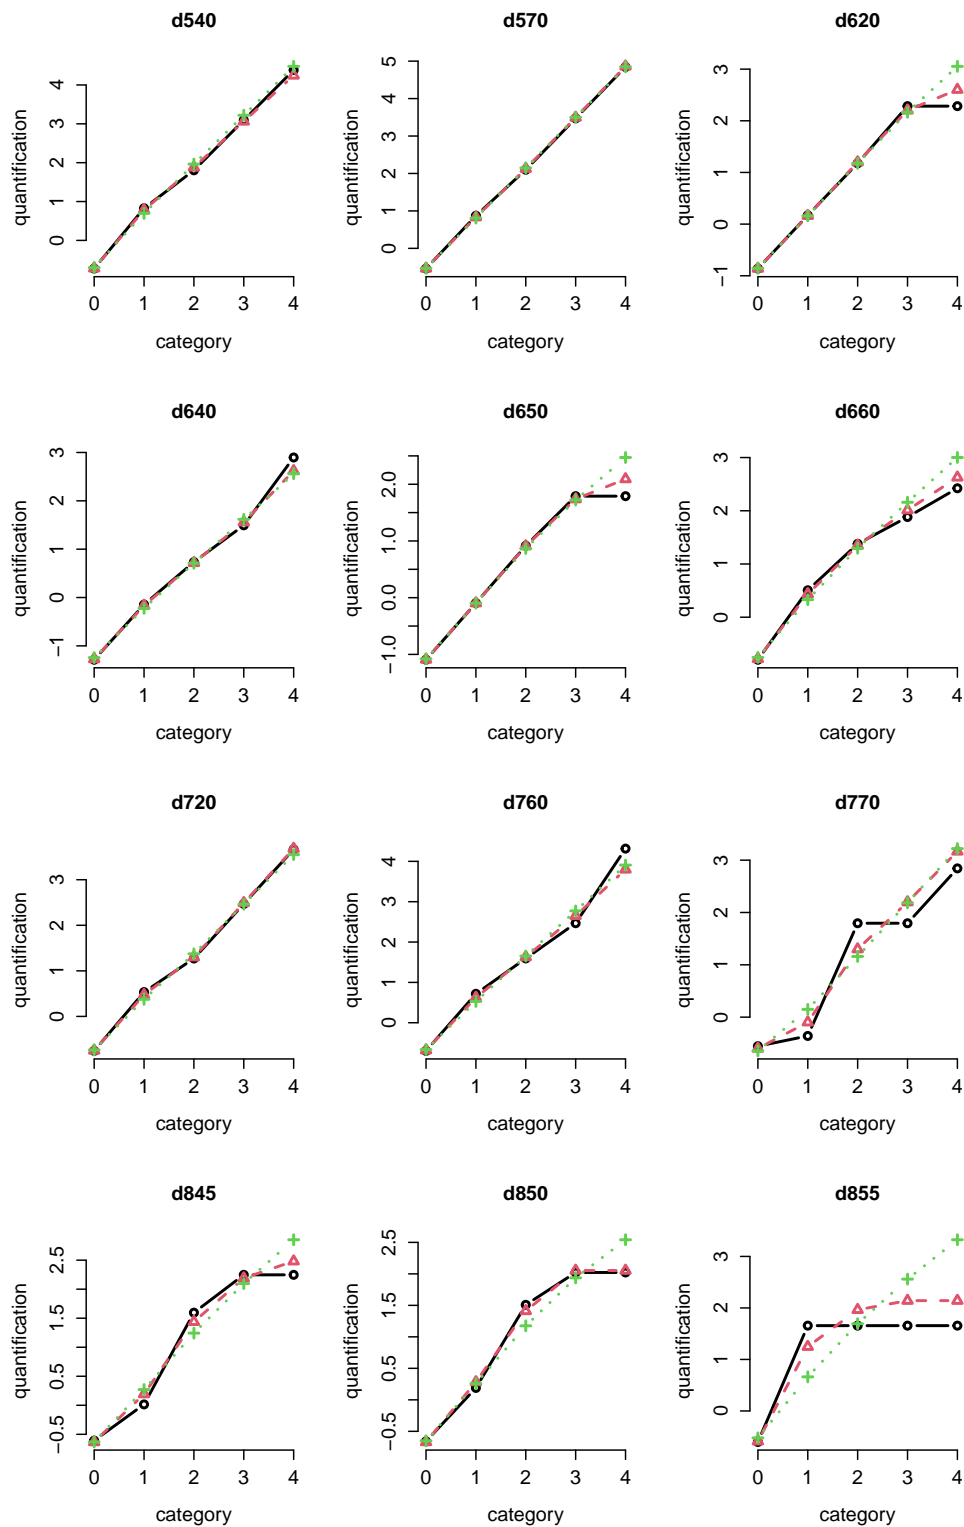 d540 d570 d620
quantification 0 1 2 3 4
quantification 0 1 2 3 4 5
quantification −1 0 1 2 3
0 1 2 3 4 0 1 2 3 4 0 1 2 3 4
category category category
d640 d650 d660
quantification −1 0 1 2 3
quantification −1.0 0.0 1.0 2.0
quantification 0 1 2 3
0 1 2 3 4 0 1 2 3 4 0 1 2 3 4
category category category
d720 d760 d770
quantification 0 1 2 3
quantification 0 1 2 3 4
quantification 0 1 2 3
0 1 2 3 4 0 1 2 3 4 0 1 2 3 4
category category category
d845 d850 d855
quantification −0.5 0.5 1.5 2.5
quantification −0.5 0.5 1.5 2.5
quantification 0 1 2 3
0 1 2 3 4 0 1 2 3 4 0 1 2 3 4
category category category